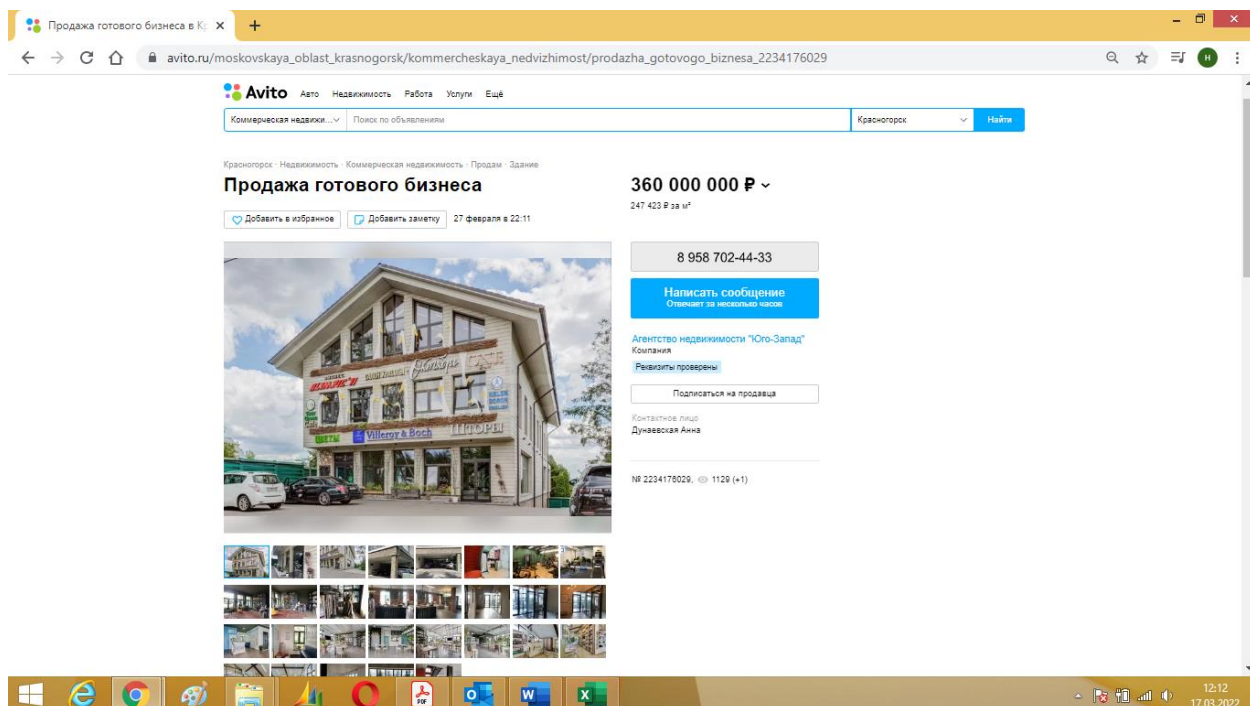 Продажа готового бизнеса в Кр
avito.ru/moskovskaya_oblast_krasnogorsk/kommercheskaya_nedvizhimost/prodazha_gotovogo_biznesa_2234176029
Н
Avito Авто Недвижимость Работа Услуги Ещё
Коммерческая недвижи... Поиск по объявлениям Красногорск Найти
Красногорск · Недвижимость · Коммерческая недвижимость · Продам · Здание
Продажа готового бизнеса
360 000 000 ₽
247 423 ₽ за м²
Добавить в избранное Добавить заметку 27 февраля в 22:11
8 958 702-44-33
Написать сообщение
Отвечает за несколько часов
Агентство недвижимости "Юго-Запад"
Компания
Реквизиты проверены
Подписаться на продавца
Контактное лицо
Дунаевская Анна
№ 2234176029, 1129 (+1)
CAFE
ЦВЕТЫ Villeroy & Boch ШТОРЫ
PDF
12:12
17.03.2022